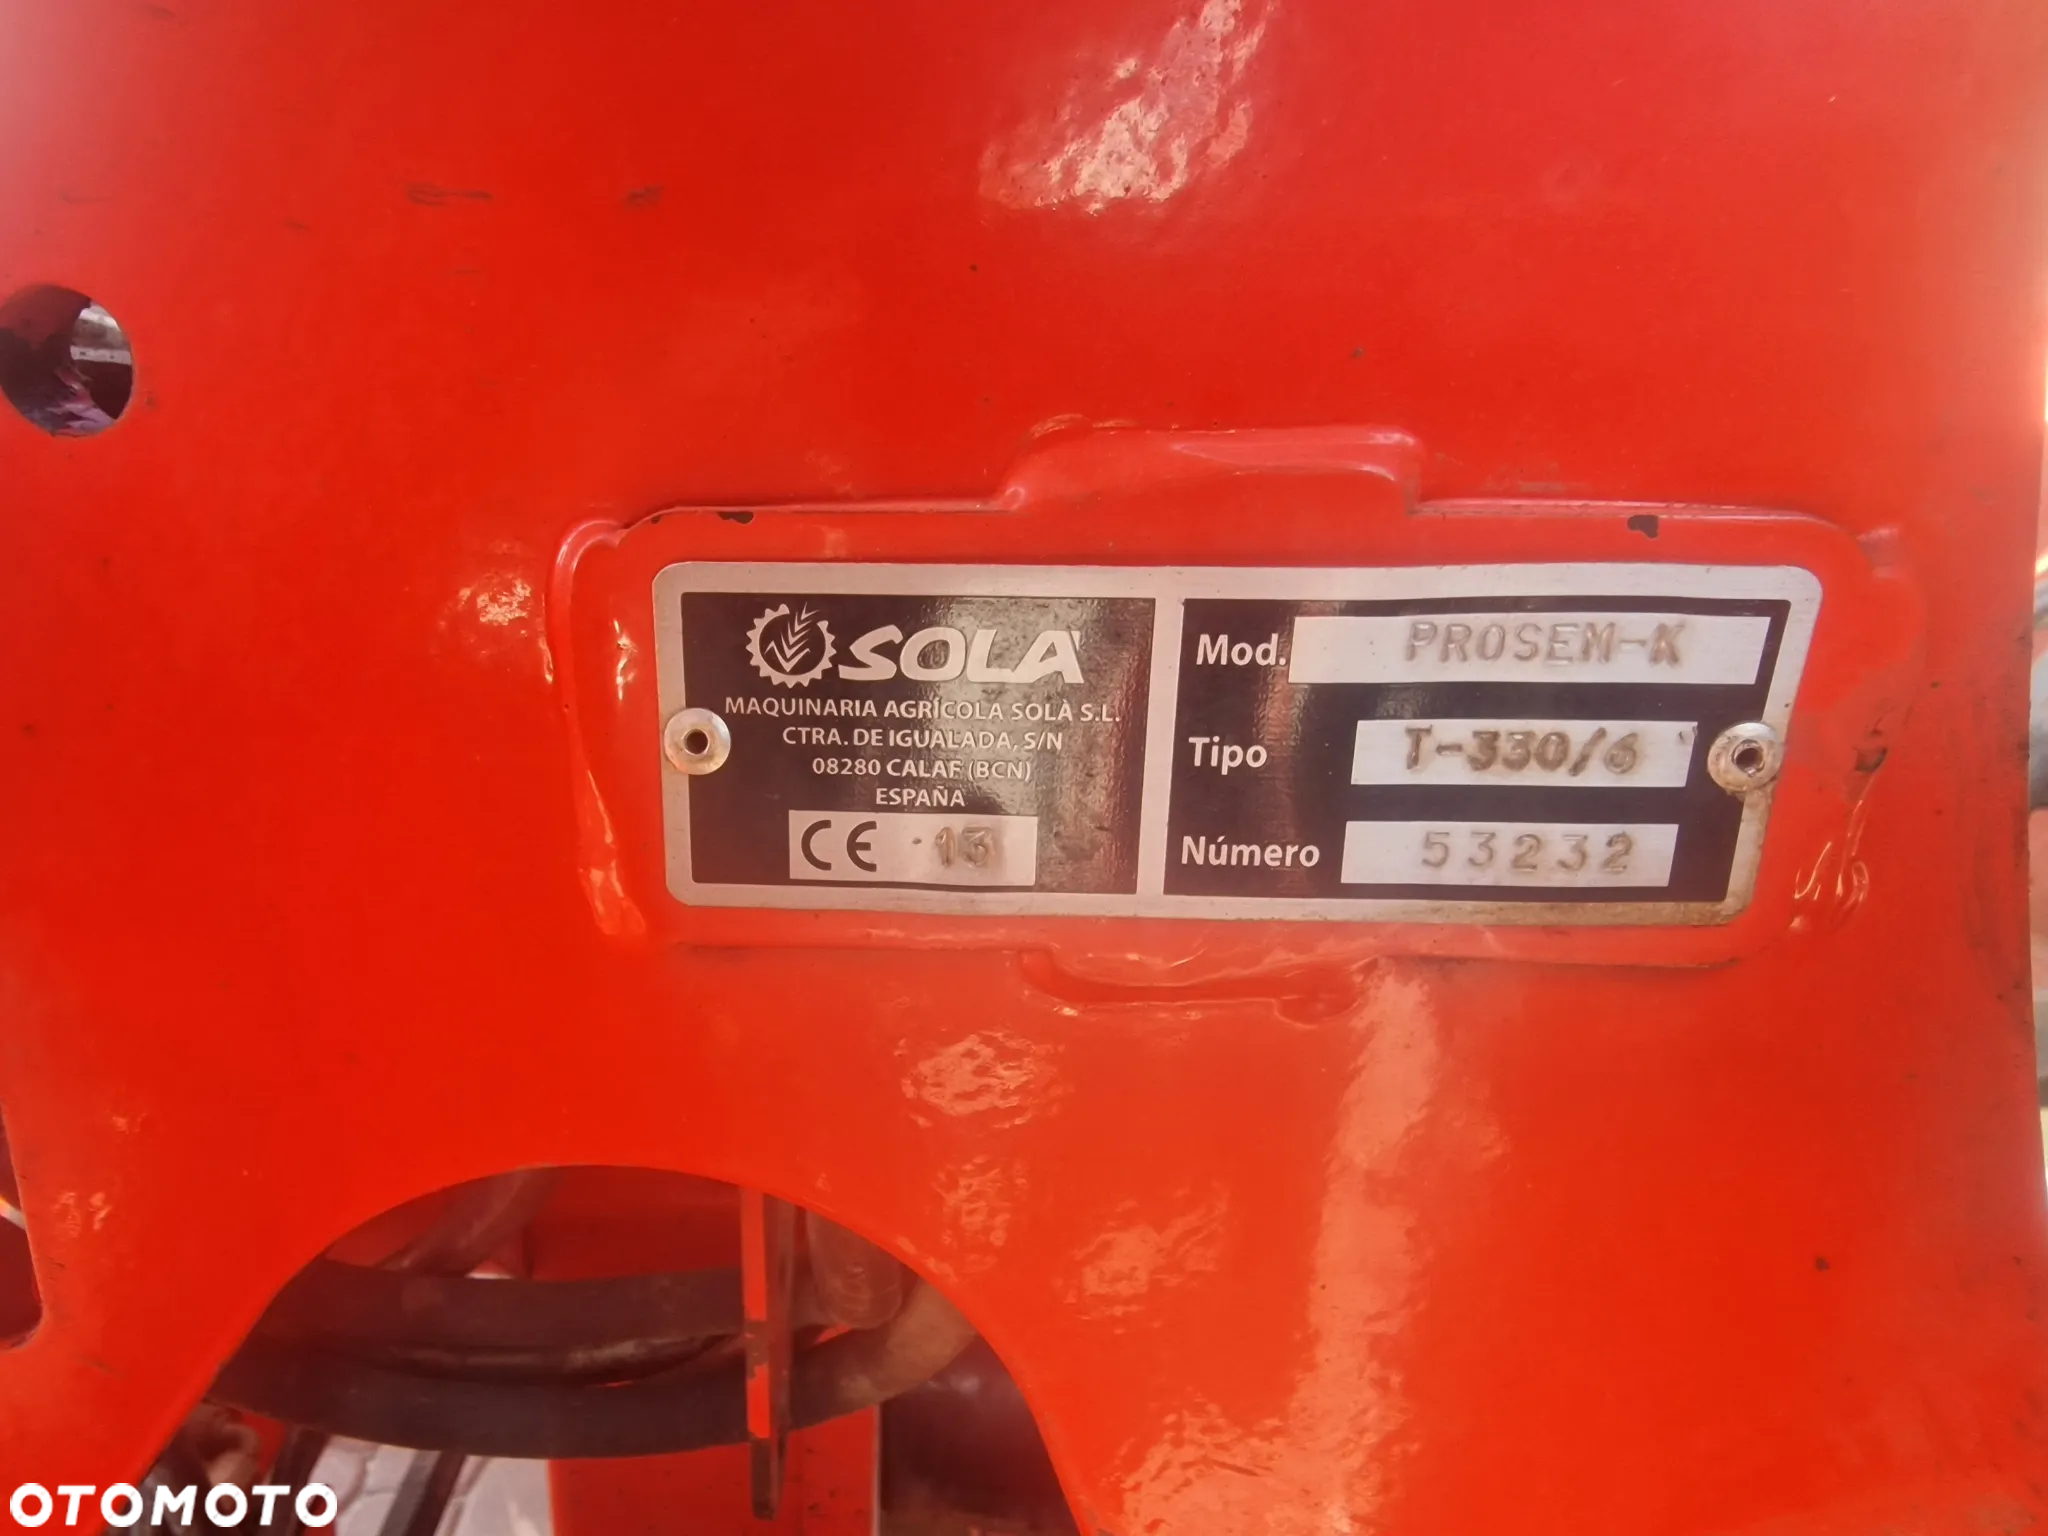 SOLÀ
MAQUINARIA AGRÍCOLA SOLÀ S.L.
CTRA. DE IGUALADA, S/N
08280 CALAF (BCN)
ESPAÑA
CE 13
Mod. PROSEM-K
Tipo T-330/6
Número 53232
OTOMOTO